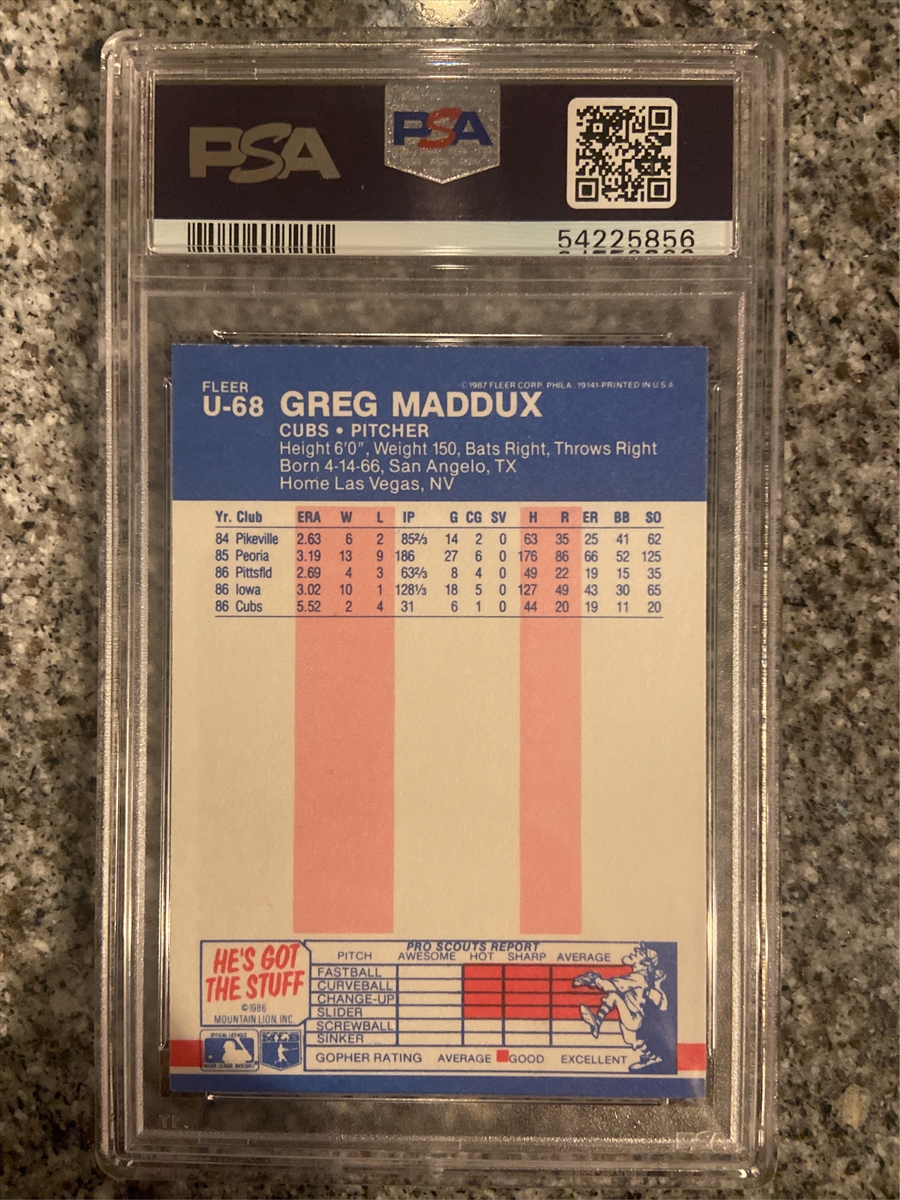 PSA
PSA
54225856
FLEER
U-68 GREG MADDUX
© 1987 FLEER CORP. PHILA. 19141-PRINTED IN U S A
CUBS • PITCHER
Height 6'0", Weight 150, Bats Right, Throws Right
Born 4-14-66, San Angelo, TX
Home Las Vegas, NV
Yr. Club ERA W L IP G CG SV H R ER BB SO
84 Pikeville 2.63 6 2 85⅔ 14 2 0 63 35 25 41 62
85 Peoria 3.19 13 9 186 27 6 0 176 86 66 52 125
86 Pittsfld 2.69 4 3 63⅔ 8 4 0 49 22 19 15 35
86 Iowa 3.02 10 1 128⅓ 18 5 0 127 49 43 30 65
86 Cubs 5.52 2 4 31 6 1 0 44 20 19 11 20
HE'S GOT
THE STUFF
©1986
MOUNTAIN LION, INC
PRO SCOUTS REPORT
PITCH AWESOME HOT SHARP AVERAGE
FASTBALL
CURVEBALL
CHANGE-UP
SLIDER
SCREWBALL
SINKER
GOPHER RATING AVERAGE GOOD EXCELLENT
OFFICIAL LICENSEE
MAJOR LEAGUE BASEBALL
MLB